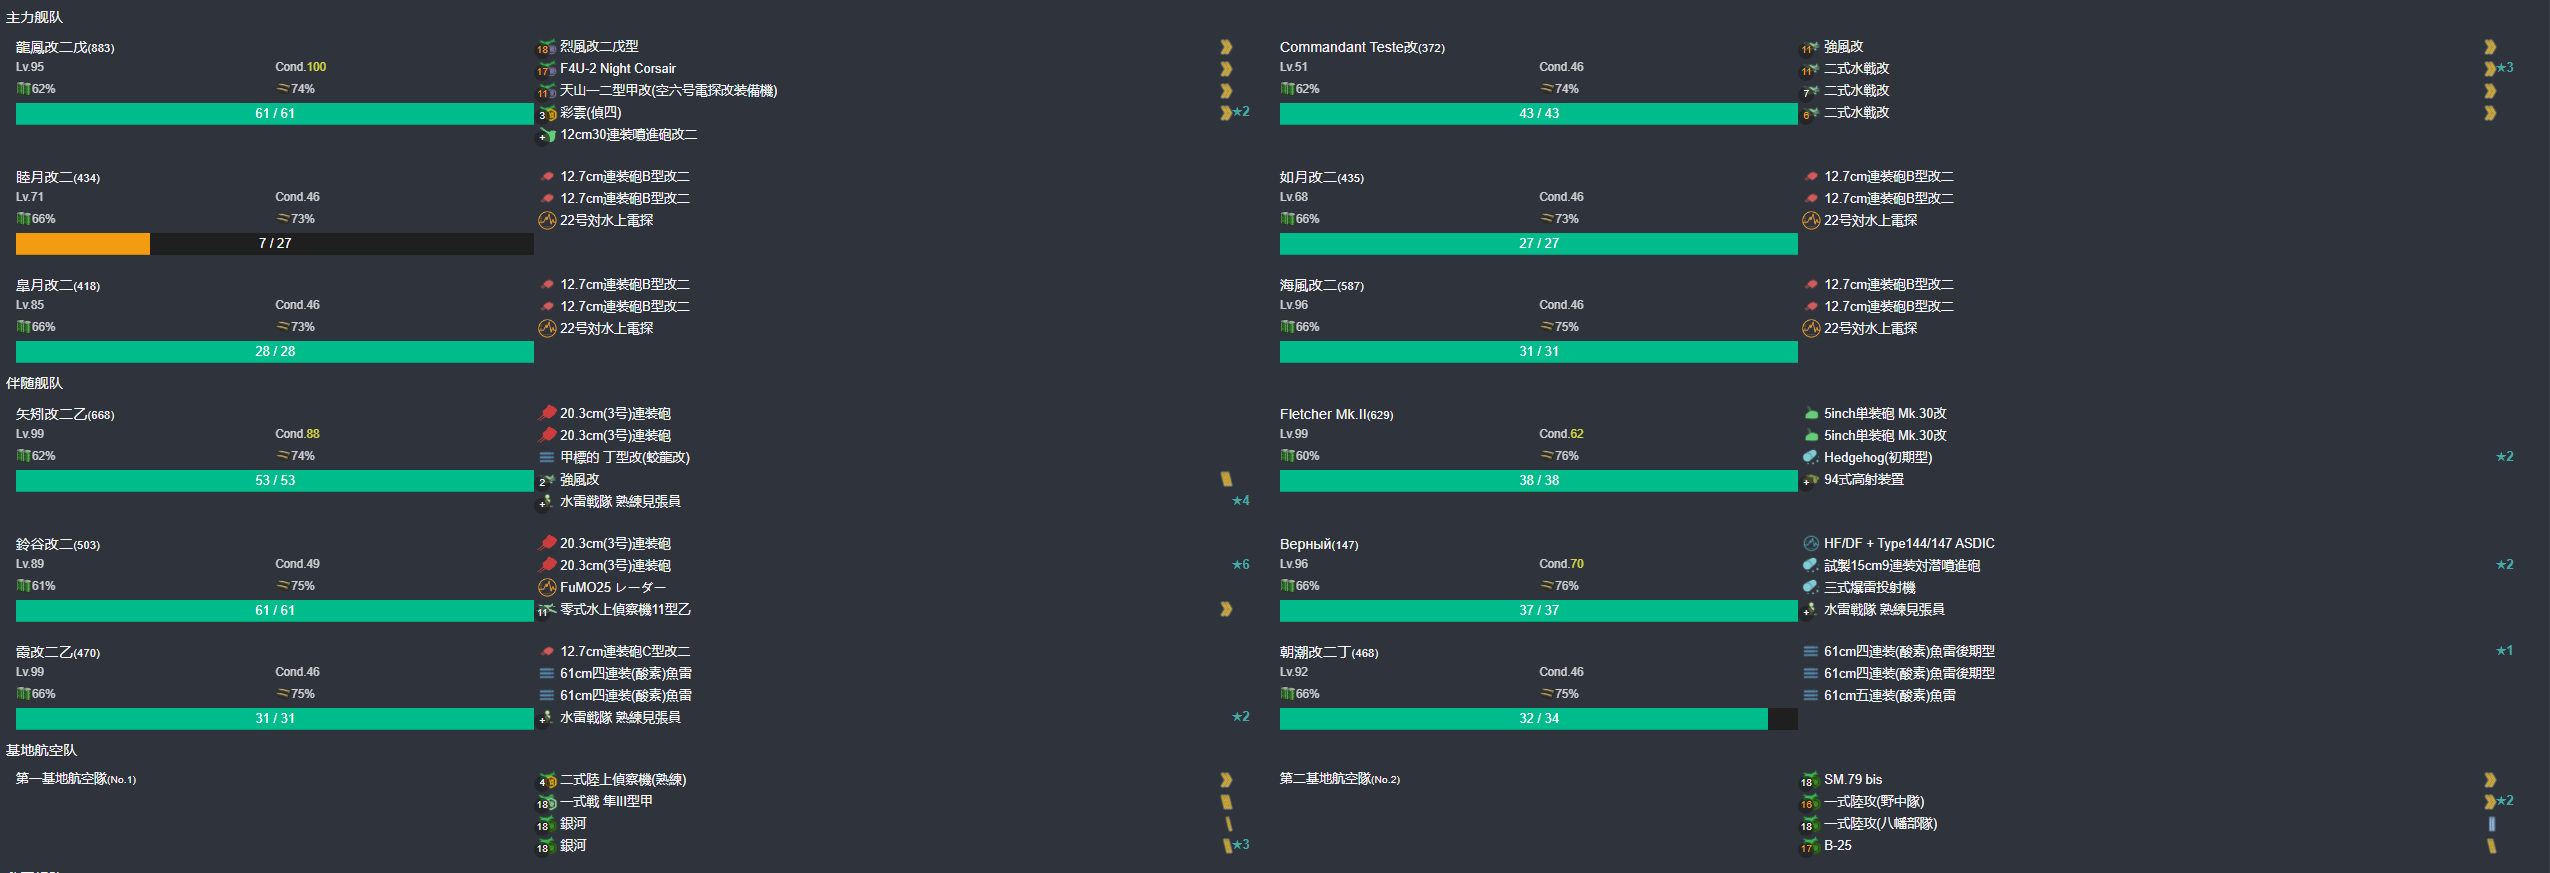 主力舰队
龍鳳改二戊(883)
Lv.95 Cond.100
62% 74%
61 / 61
18 烈風改二戊型
17 F4U-2 Night Corsair
11 天山一二型甲改(空六号電探改装備機)
3 彩雲(偵四) ★2
+ 12cm30連装噴進砲改二
Commandant Teste改(372)
Lv.51 Cond.46
62% 74%
43 / 43
11 強風改
11 二式水戦改 ★3
7 二式水戦改
6 二式水戦改
睦月改二(434)
Lv.71 Cond.46
66% 73%
7 / 27
12.7cm連装砲B型改二
12.7cm連装砲B型改二
22号対水上電探
如月改二(435)
Lv.68 Cond.46
66% 73%
27 / 27
12.7cm連装砲B型改二
12.7cm連装砲B型改二
22号対水上電探
皐月改二(418)
Lv.85 Cond.46
66% 73%
28 / 28
12.7cm連装砲B型改二
12.7cm連装砲B型改二
22号対水上電探
海風改二(587)
Lv.96 Cond.46
66% 75%
31 / 31
12.7cm連装砲B型改二
12.7cm連装砲B型改二
22号対水上電探
伴随舰队
矢矧改二乙(668)
Lv.99 Cond.88
62% 74%
53 / 53
20.3cm(3号)連装砲
20.3cm(3号)連装砲
甲標的 丁型改(蛟龍改)
2 強風改
+ 水雷戦隊 熟練見張員 ★4
Fletcher Mk.II(629)
Lv.99 Cond.62
60% 76%
38 / 38
5inch単装砲 Mk.30改
5inch単装砲 Mk.30改
Hedgehog(初期型) ★2
+ 94式高射装置
鈴谷改二(503)
Lv.89 Cond.49
61% 75%
61 / 61
20.3cm(3号)連装砲
20.3cm(3号)連装砲 ★6
FuMO25 レーダー
11 零式水上偵察機11型乙
Верный(147)
Lv.96 Cond.70
66% 76%
37 / 37
HF/DF + Type144/147 ASDIC
試製15cm9連装対潜噴進砲 ★2
三式爆雷投射機
+ 水雷戦隊 熟練見張員
霞改二乙(470)
Lv.99 Cond.46
66% 75%
31 / 31
12.7cm連装砲C型改二
61cm四連装(酸素)魚雷
61cm四連装(酸素)魚雷
+ 水雷戦隊 熟練見張員 ★2
朝潮改二丁(468)
Lv.92 Cond.46
66% 75%
32 / 34
61cm四連装(酸素)魚雷後期型 ★1
61cm四連装(酸素)魚雷後期型
61cm五連装(酸素)魚雷
基地航空队
第一基地航空隊(No.1)
4 二式陸上偵察機(熟練)
18 一式戦 隼III型甲
18 銀河
18 銀河 ★3
第二基地航空隊(No.2)
18 SM.79 bis
16 一式陸攻(野中隊) ★2
18 一式陸攻(八幡部隊)
17 B-25